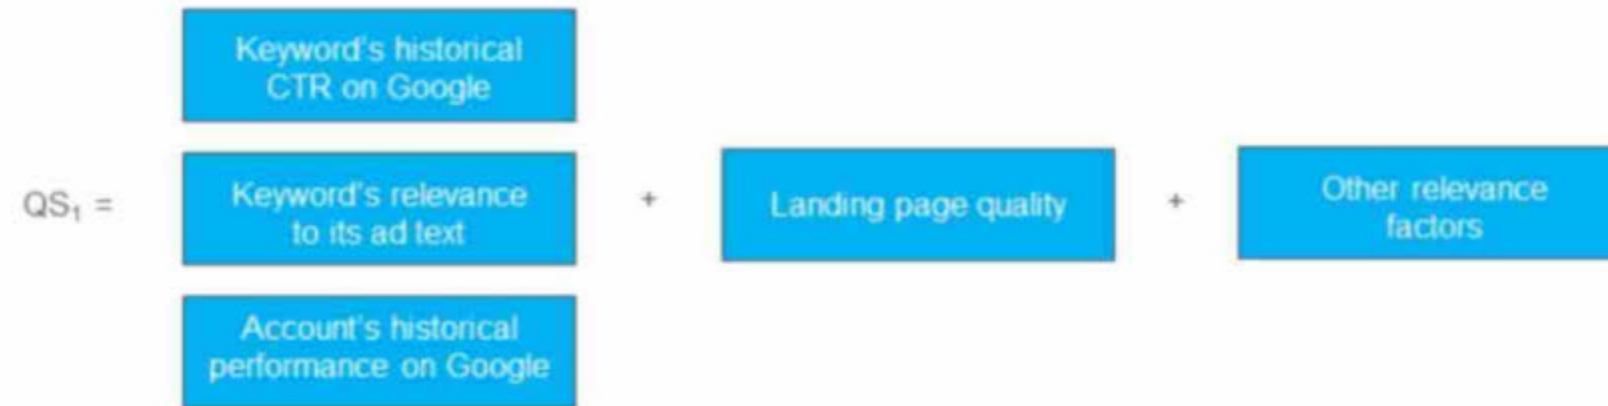 Keyword's historical
CTR on Google
QS₁ =
Keyword's relevance
to its ad text
+
Landing page quality
+
Other relevance
factors
Account's historical
performance on Google